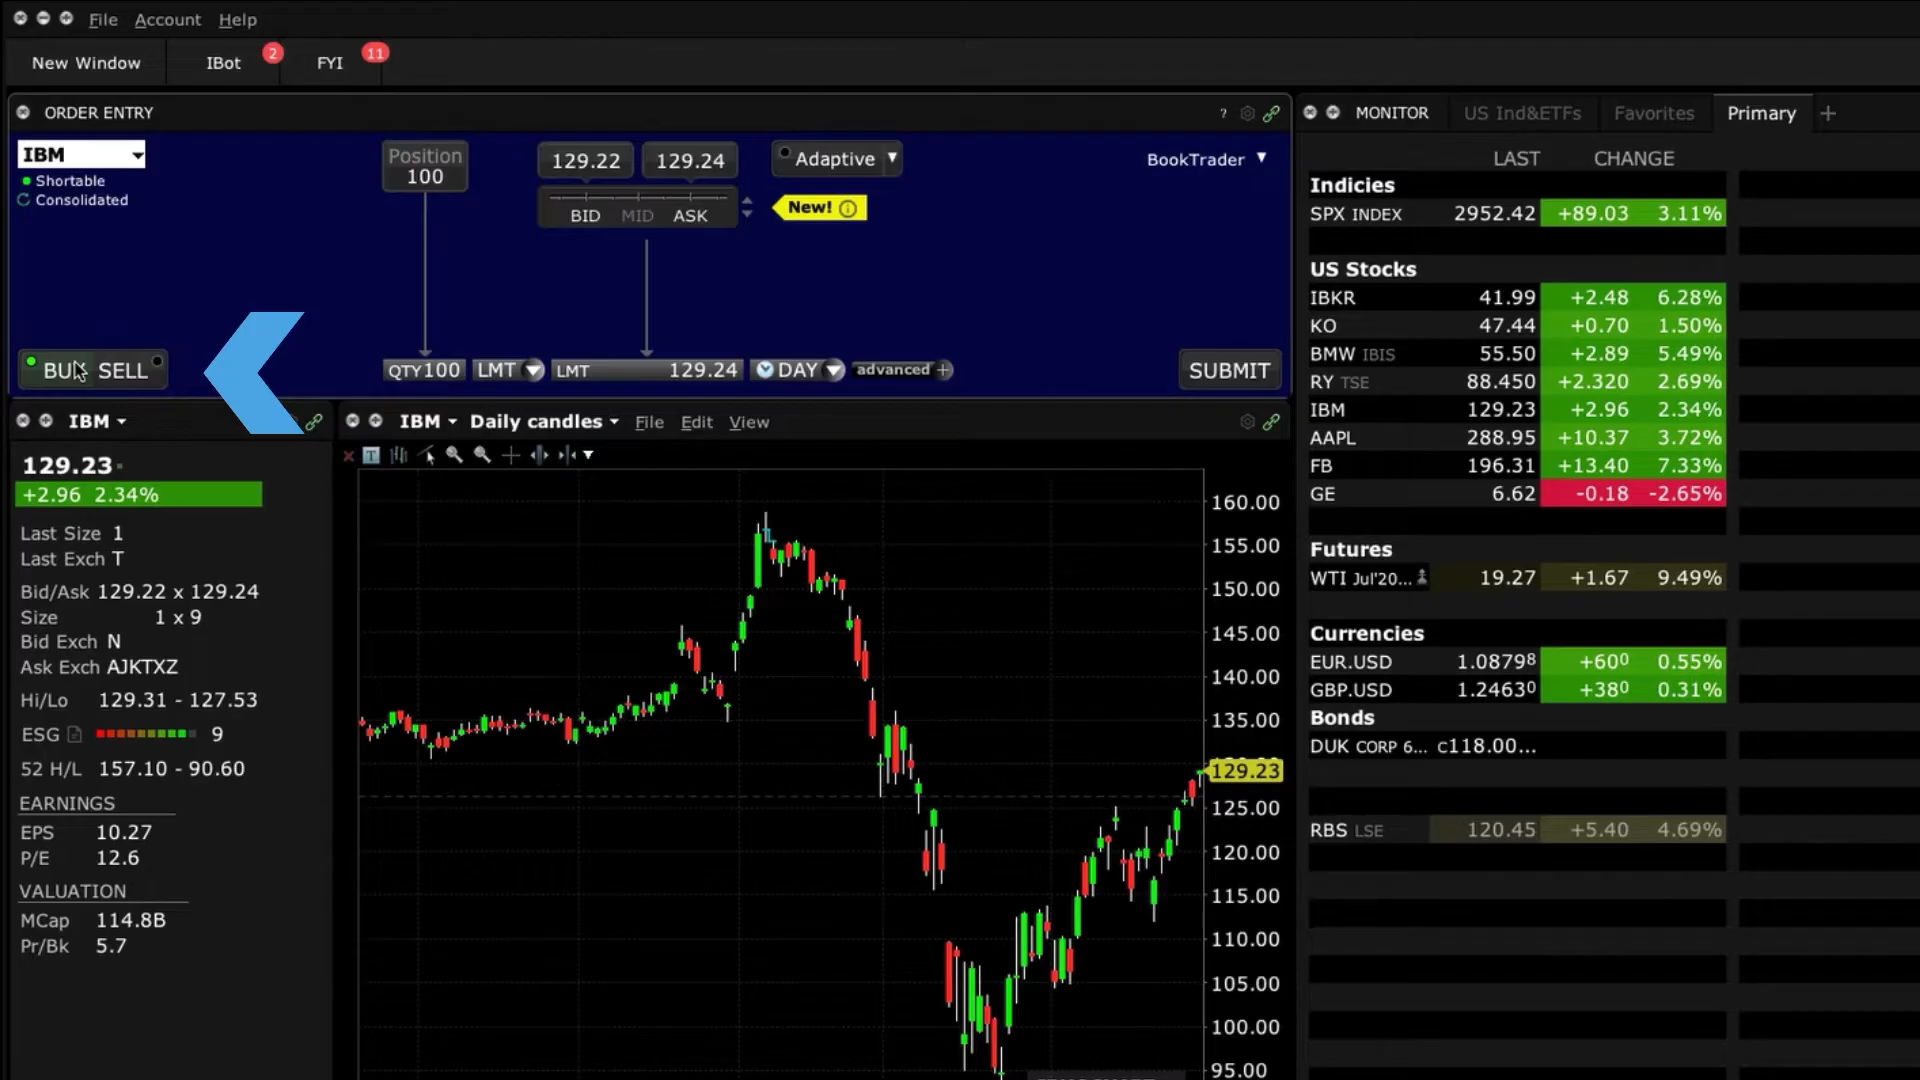 File Account Help
New Window IBot 2 FYI 11
ORDER ENTRY ?
IBM
Shortable
Consolidated
Position
100
129.22 129.24
BID MID ASK
Adaptive
New!
BookTrader
BUY SELL
QTY 100 LMT LMT 129.24 DAY advanced +
SUBMIT
IBM
129.23
+2.96 2.34%
Last Size 1
Last Exch T
Bid/Ask 129.22 x 129.24
Size 1 x 9
Bid Exch N
Ask Exch AJKTXZ
Hi/Lo 129.31 - 127.53
ESG 9
52 H/L 157.10 - 90.60
EARNINGS
EPS 10.27
P/E 12.6
VALUATION
MCap 114.8B
Pr/Bk 5.7
IBM Daily candles File Edit View
T
160.00
155.00
150.00
145.00
140.00
135.00
129.23
125.00
120.00
115.00
110.00
105.00
100.00
95.00
MONITOR US Ind&ETFs Favorites Primary +
LAST CHANGE
Indicies
SPX INDEX 2952.42 +89.03 3.11%
US Stocks
IBKR 41.99 +2.48 6.28%
KO 47.44 +0.70 1.50%
BMW IBIS 55.50 +2.89 5.49%
RY TSE 88.450 +2.320 2.69%
IBM 129.23 +2.96 2.34%
AAPL 288.95 +10.37 3.72%
FB 196.31 +13.40 7.33%
GE 6.62 -0.18 -2.65%
Futures
WTI Jul'20... 19.27 +1.67 9.49%
Currencies
EUR.USD 1.0879⁸ +60⁰ 0.55%
GBP.USD 1.2463⁰ +38⁰ 0.31%
Bonds
DUK CORP 6... C118.00...
RBS LSE 120.45 +5.40 4.69%